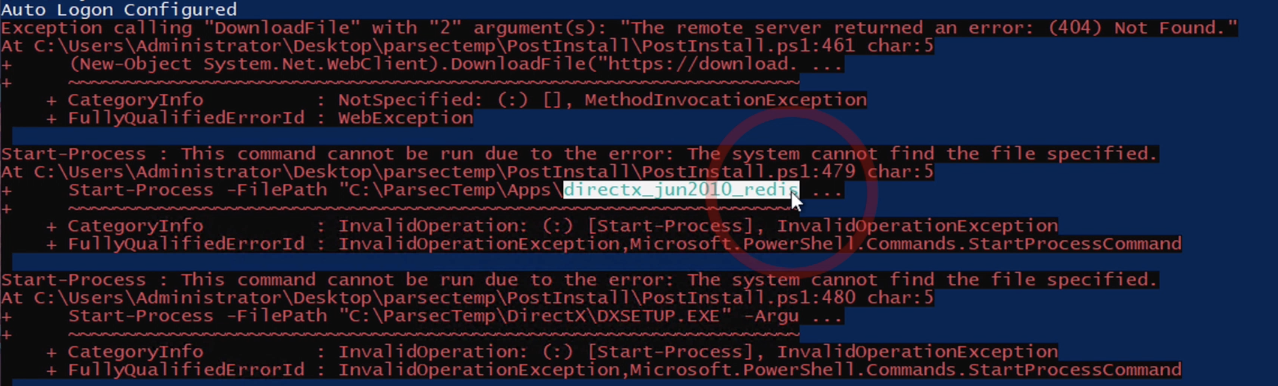 Auto Logon Configured
Exception calling "DownloadFile" with "2" argument(s): "The remote server returned an error: (404) Not Found."
At C:\Users\Administrator\Desktop\parsectemp\PostInstall\PostInstall.ps1:461 char:5
+     (New-Object System.Net.WebClient).DownloadFile("https://download. ...
+     ~~~~~~~~~~~~~~~~~~~~~~~~~~~~~~~~~~~~~~~~~~~~~~~~~~~~~~~~~~~~~~~~~
    + CategoryInfo          : NotSpecified: (:) [], MethodInvocationException
    + FullyQualifiedErrorId : WebException

Start-Process : This command cannot be run due to the error: The system cannot find the file specified.
At C:\Users\Administrator\Desktop\parsectemp\PostInstall\PostInstall.ps1:479 char:5
+     Start-Process -FilePath "C:\ParsecTemp\Apps\directx_jun2010_redis ...
+     ~~~~~~~~~~~~~~~~~~~~~~~~~~~~~~~~~~~~~~~~~~~~~~~~~~~~~~~~~~~~~~~~~
    + CategoryInfo          : InvalidOperation: (:) [Start-Process], InvalidOperationException
    + FullyQualifiedErrorId : InvalidOperationException,Microsoft.PowerShell.Commands.StartProcessCommand

Start-Process : This command cannot be run due to the error: The system cannot find the file specified.
At C:\Users\Administrator\Desktop\parsectemp\PostInstall\PostInstall.ps1:480 char:5
+     Start-Process -FilePath "C:\ParsecTemp\DirectX\DXSETUP.EXE" -Argu ...
+     ~~~~~~~~~~~~~~~~~~~~~~~~~~~~~~~~~~~~~~~~~~~~~~~~~~~~~~~~~~~~~~~~~
    + CategoryInfo          : InvalidOperation: (:) [Start-Process], InvalidOperationException
    + FullyQualifiedErrorId : InvalidOperationException,Microsoft.PowerShell.Commands.StartProcessCommand